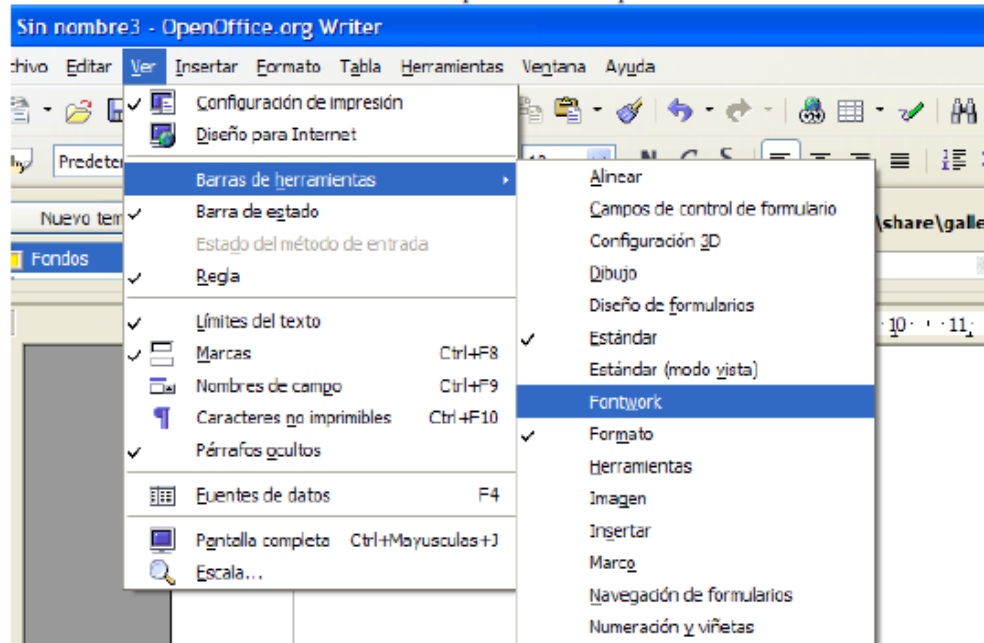 Sin nombre3 - OpenOffice.org Writer
chivo Editar Ver Insertar Formato Tabla Herramientas Ventana Ayuda
Configuración de impresión
Diseño para Internet
Predeter
N C S
Barras de herramientas
Alinear
Nuevo tem
Barra de estado
Campos de control de formulario
\share\galle
Estado del método de entrada
Configuración 3D
Fondos
Regla
Dibujo
Diseño de formularios
Límites del texto
Estándar
10 11
Marcas Ctrl+F8
Estándar (modo vista)
Nombres de campo Ctrl+F9
Fontwork
Caracteres no imprimibles Ctrl+F10
Formato
Párrafos ocultos
Herramientas
Fuentes de datos F4
Imagen
Insertar
Pantalla completa Ctrl+Mayusculas+J
Marco
Escala...
Navegación de formularios
Numeración y viñetas